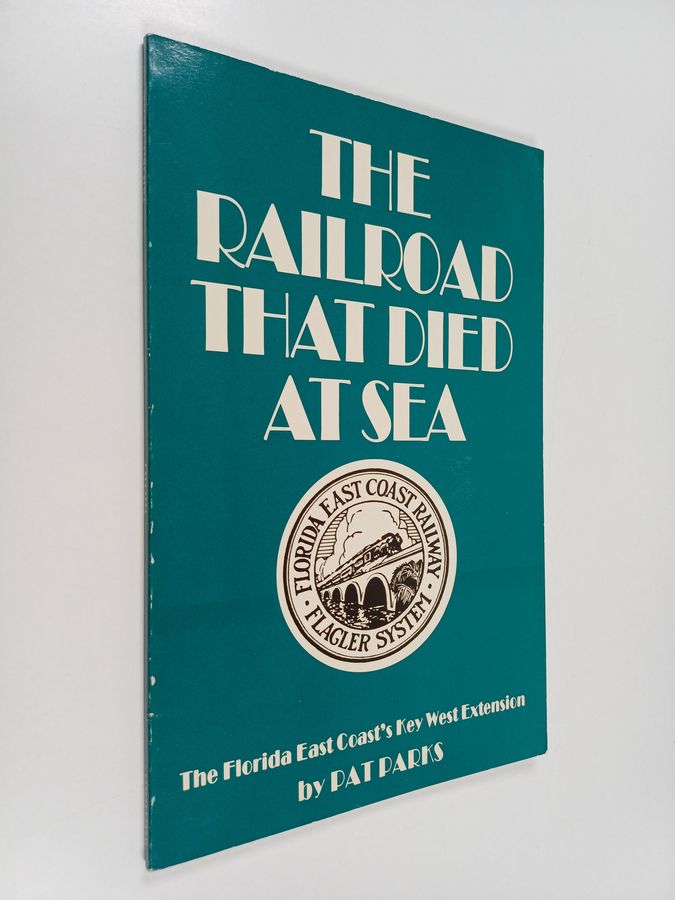 THE
RAILROAD
THAT DIED
AT SEA
FLORIDA EAST COAST RAILWAY
· FLAGLER SYSTEM ·
The Florida East Coast's Key West Extension
by PAT PARKS